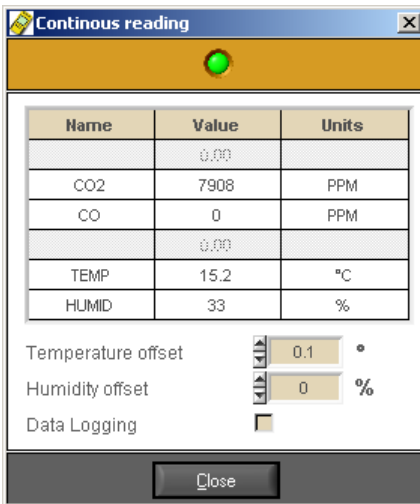 Continous reading
Name Value Units
0.00
CO2 7908 PPM
CO 0 PPM
0.00
TEMP 15.2 °C
HUMID 33 %
Temperature offset 0.1 °
Humidity offset 0 %
Data Logging
Close